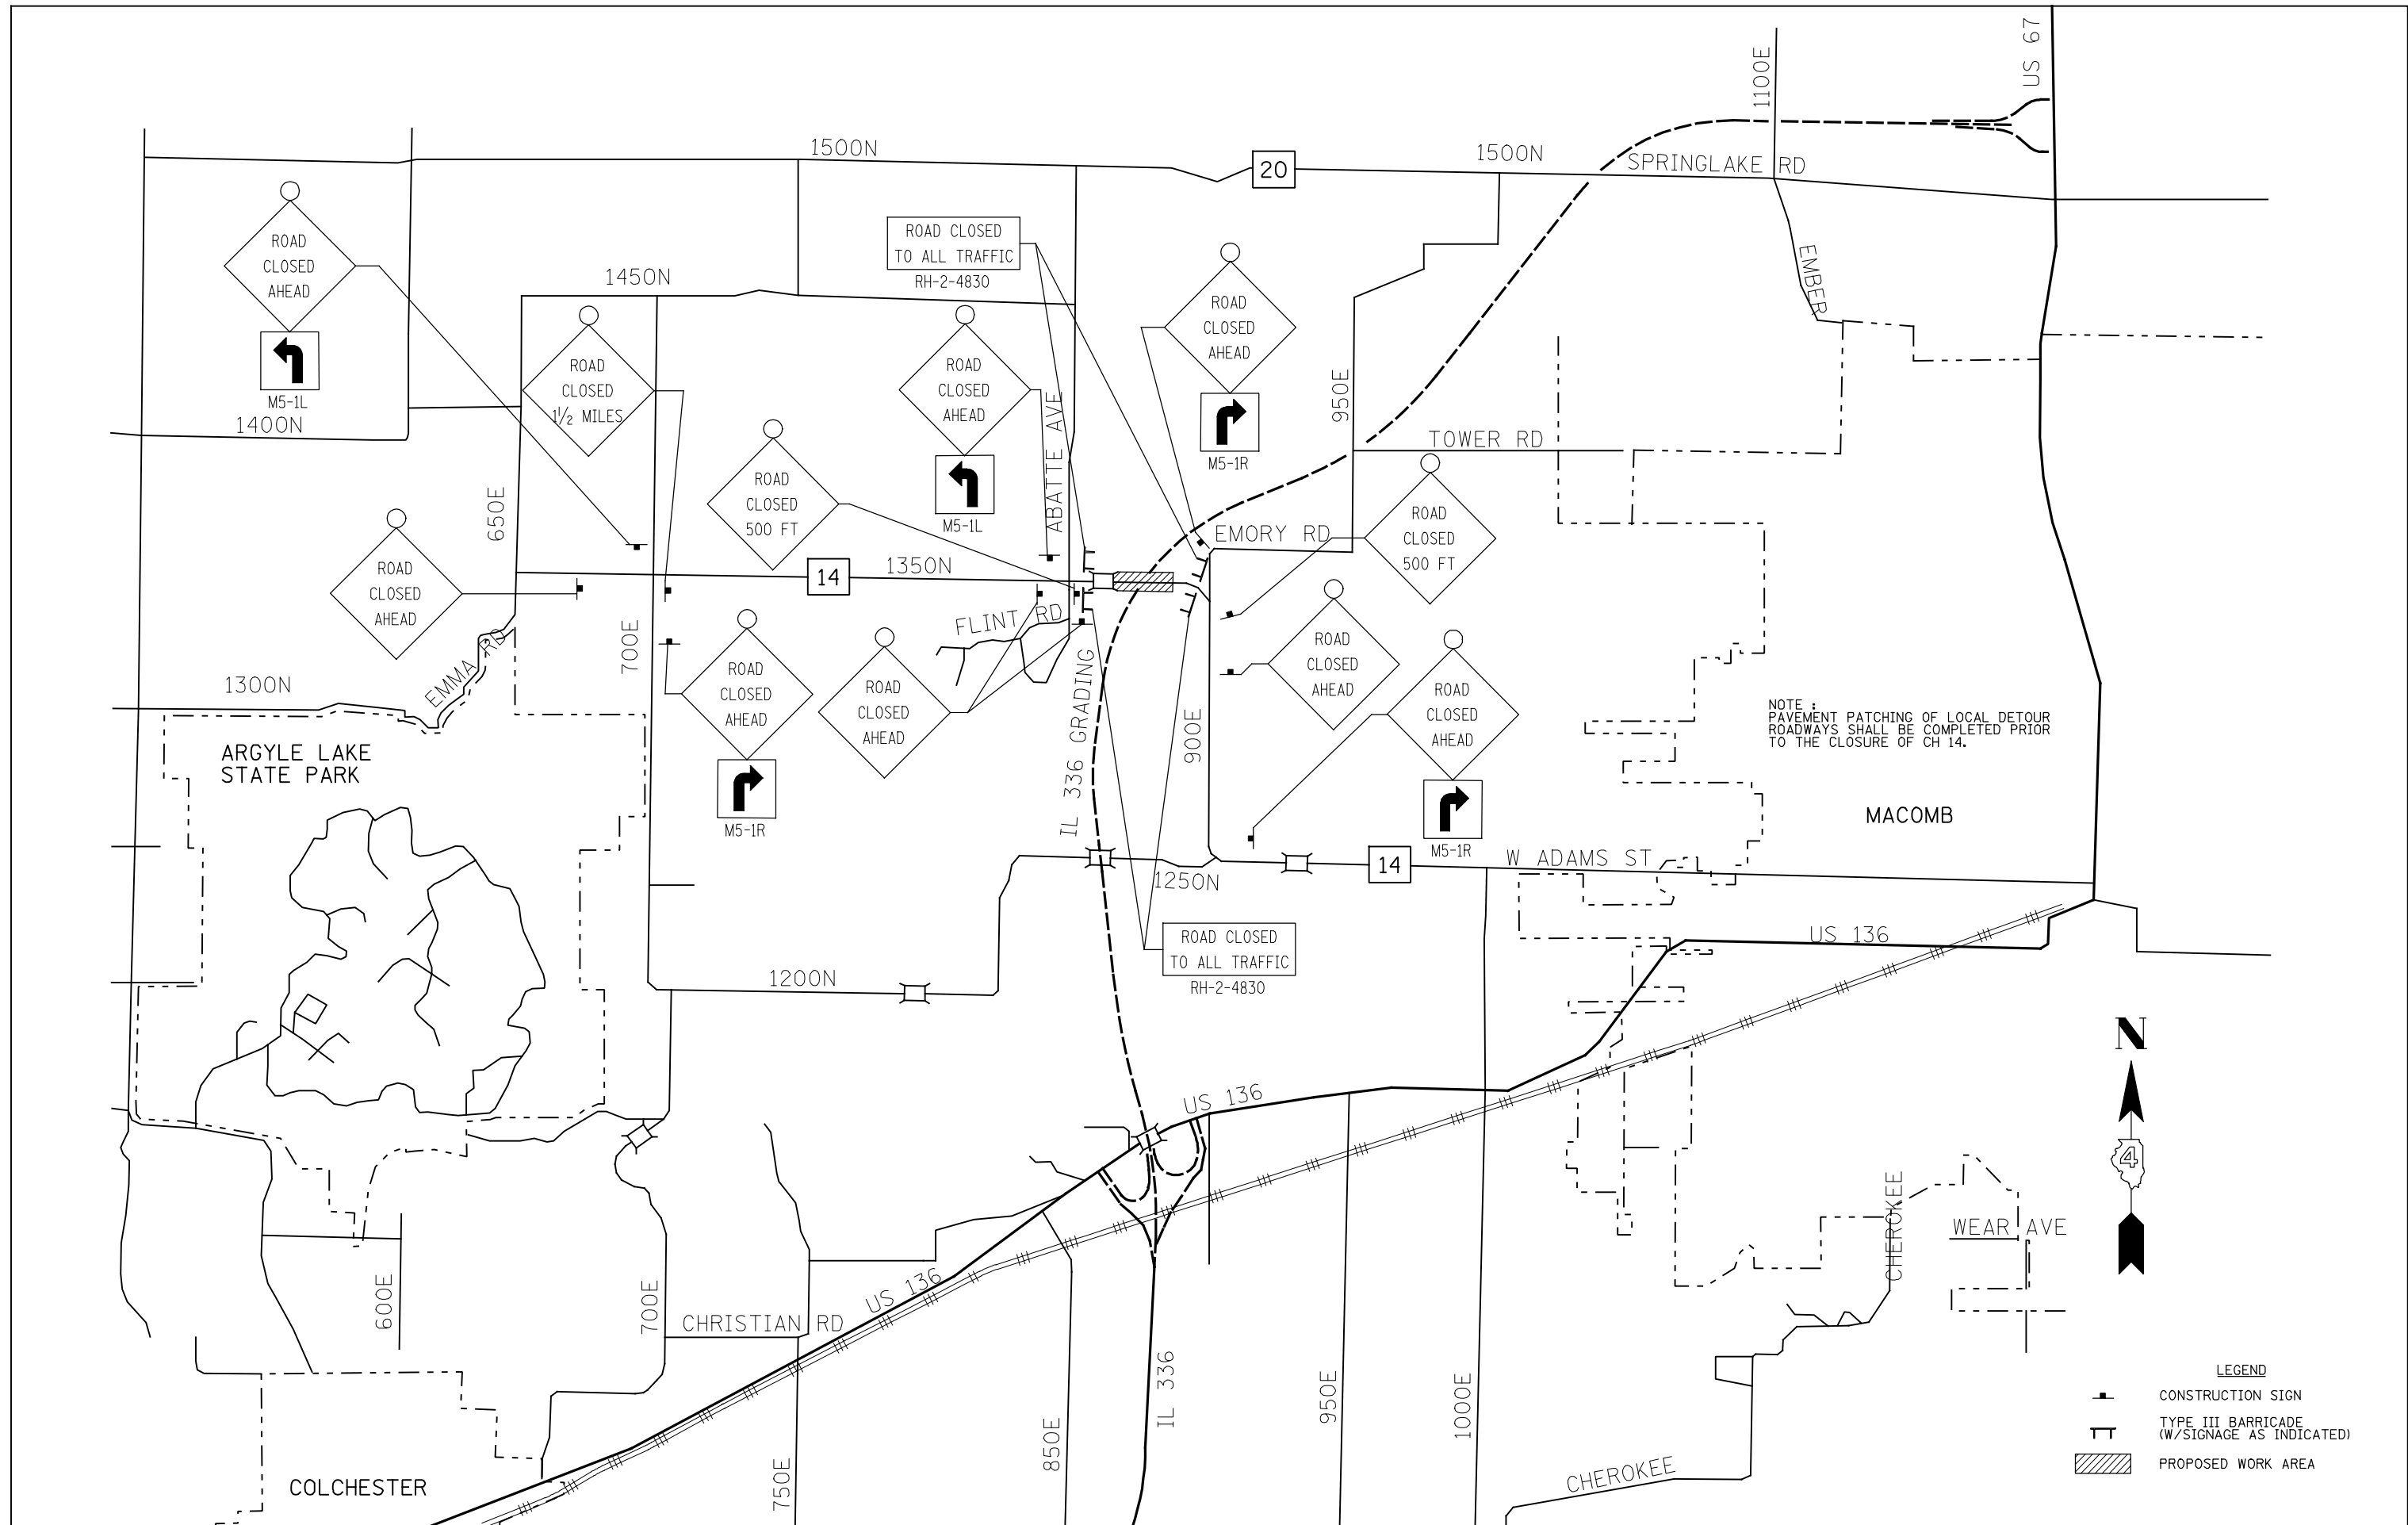 US 67
1100E
1500N
20
1500N
SPRINGLAKE RD
ROAD
CLOSED
AHEAD
M5-1L
1400N
1450N
ROAD CLOSED
TO ALL TRAFFIC
RH-2-4830
ROAD
CLOSED
AHEAD
M5-1R
EMBER
ROAD
CLOSED
1 1/2 MILES
ROAD
CLOSED
AHEAD
M5-1L
ABATTE AVE
950E
TOWER RD
ROAD
CLOSED
500 FT
650E
EMORY RD
ROAD
CLOSED
500 FT
ROAD
CLOSED
AHEAD
14
1350N
FLINT RD
700E
EMMA RD
1300N
ROAD
CLOSED
AHEAD
M5-1R
ROAD
CLOSED
AHEAD
ROAD
CLOSED
AHEAD
ROAD
CLOSED
AHEAD
M5-1R
IL 336 GRADING
900E
NOTE :
PAVEMENT PATCHING OF LOCAL DETOUR
ROADWAYS SHALL BE COMPLETED PRIOR
TO THE CLOSURE OF CH 14.
ARGYLE LAKE
STATE PARK
MACOMB
14
W ADAMS ST
1250N
ROAD CLOSED
TO ALL TRAFFIC
RH-2-4830
US 136
1200N
N
4
US 136
CHEROKEE
WEAR AVE
600E
700E
CHRISTIAN RD
US 136
IL 336
950E
1000E
850E
750E
COLCHESTER
CHEROKEE
LEGEND
CONSTRUCTION SIGN
TYPE III BARRICADE
(W/SIGNAGE AS INDICATED)
PROPOSED WORK AREA